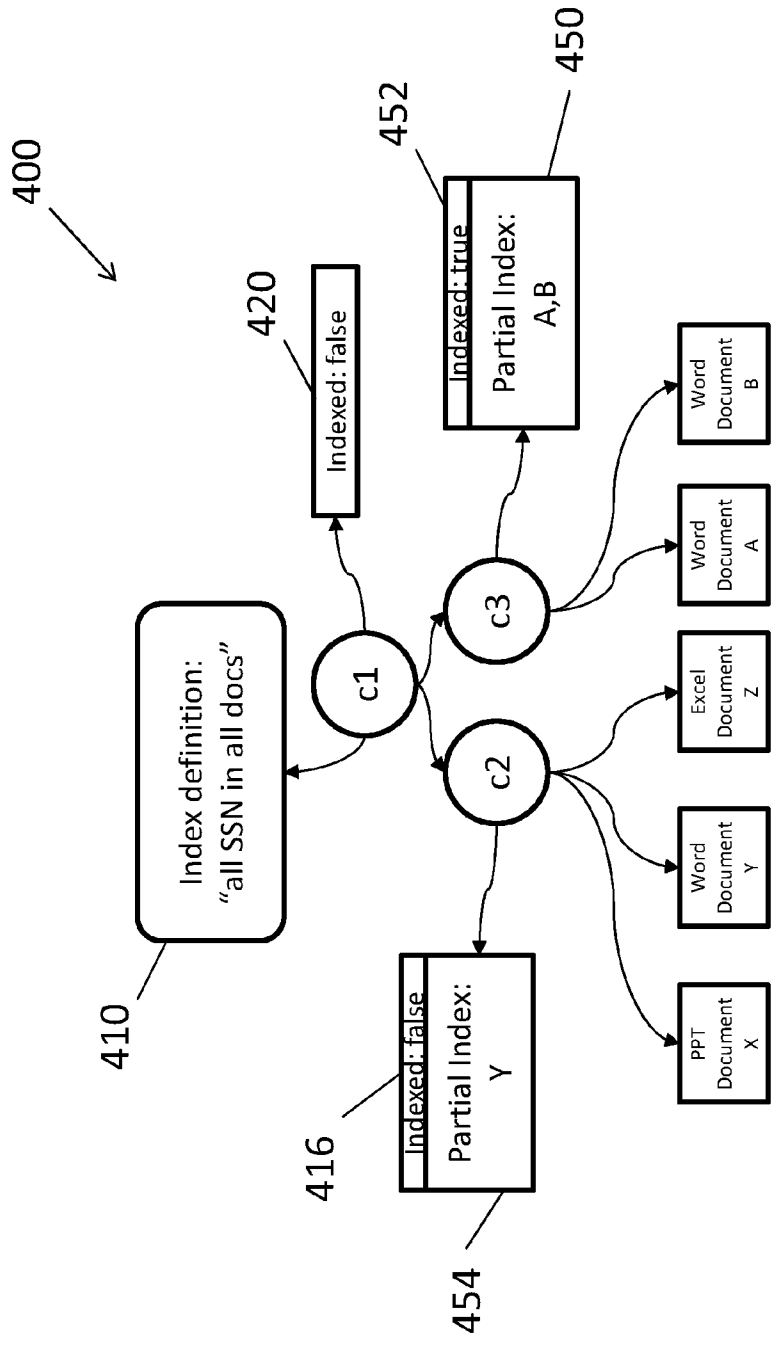 400
410
Index definition:
"all SSN in all docs"
420
Indexed: false
c1
416
Indexed: false
Partial Index:
Y
454
c2
c3
452
Indexed: true
Partial Index:
A,B
450
PPT
Document
X
Word
Document
Y
Excel
Document
Z
Word
Document
A
Word
Document
B